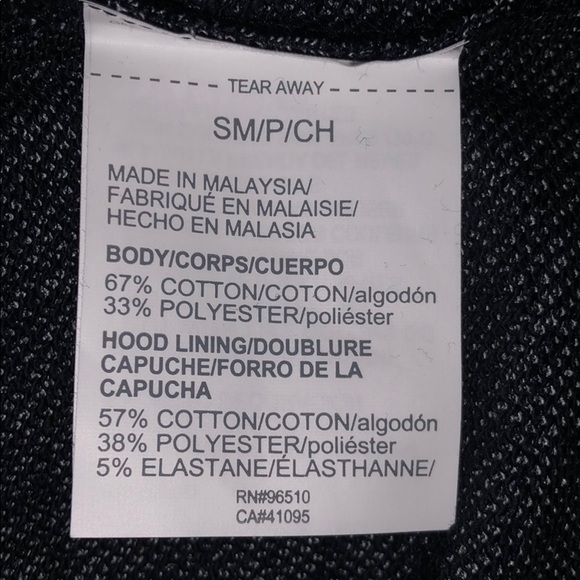 TEAR AWAY
SM/P/CH
MADE IN MALAYSIA/
FABRIQUÉ EN MALAISIE/
HECHO EN MALASIA
BODY/CORPS/CUERPO
67% COTTON/COTON/algodón
33% POLYESTER/poliéster
HOOD LINING/DOUBLURE
CAPUCHE/FORRO DE LA
CAPUCHA
57% COTTON/COTON/algodón
38% POLYESTER/poliéster
5% ELASTANE/ÉLASTHANNE/
RN#96510
CA#41095